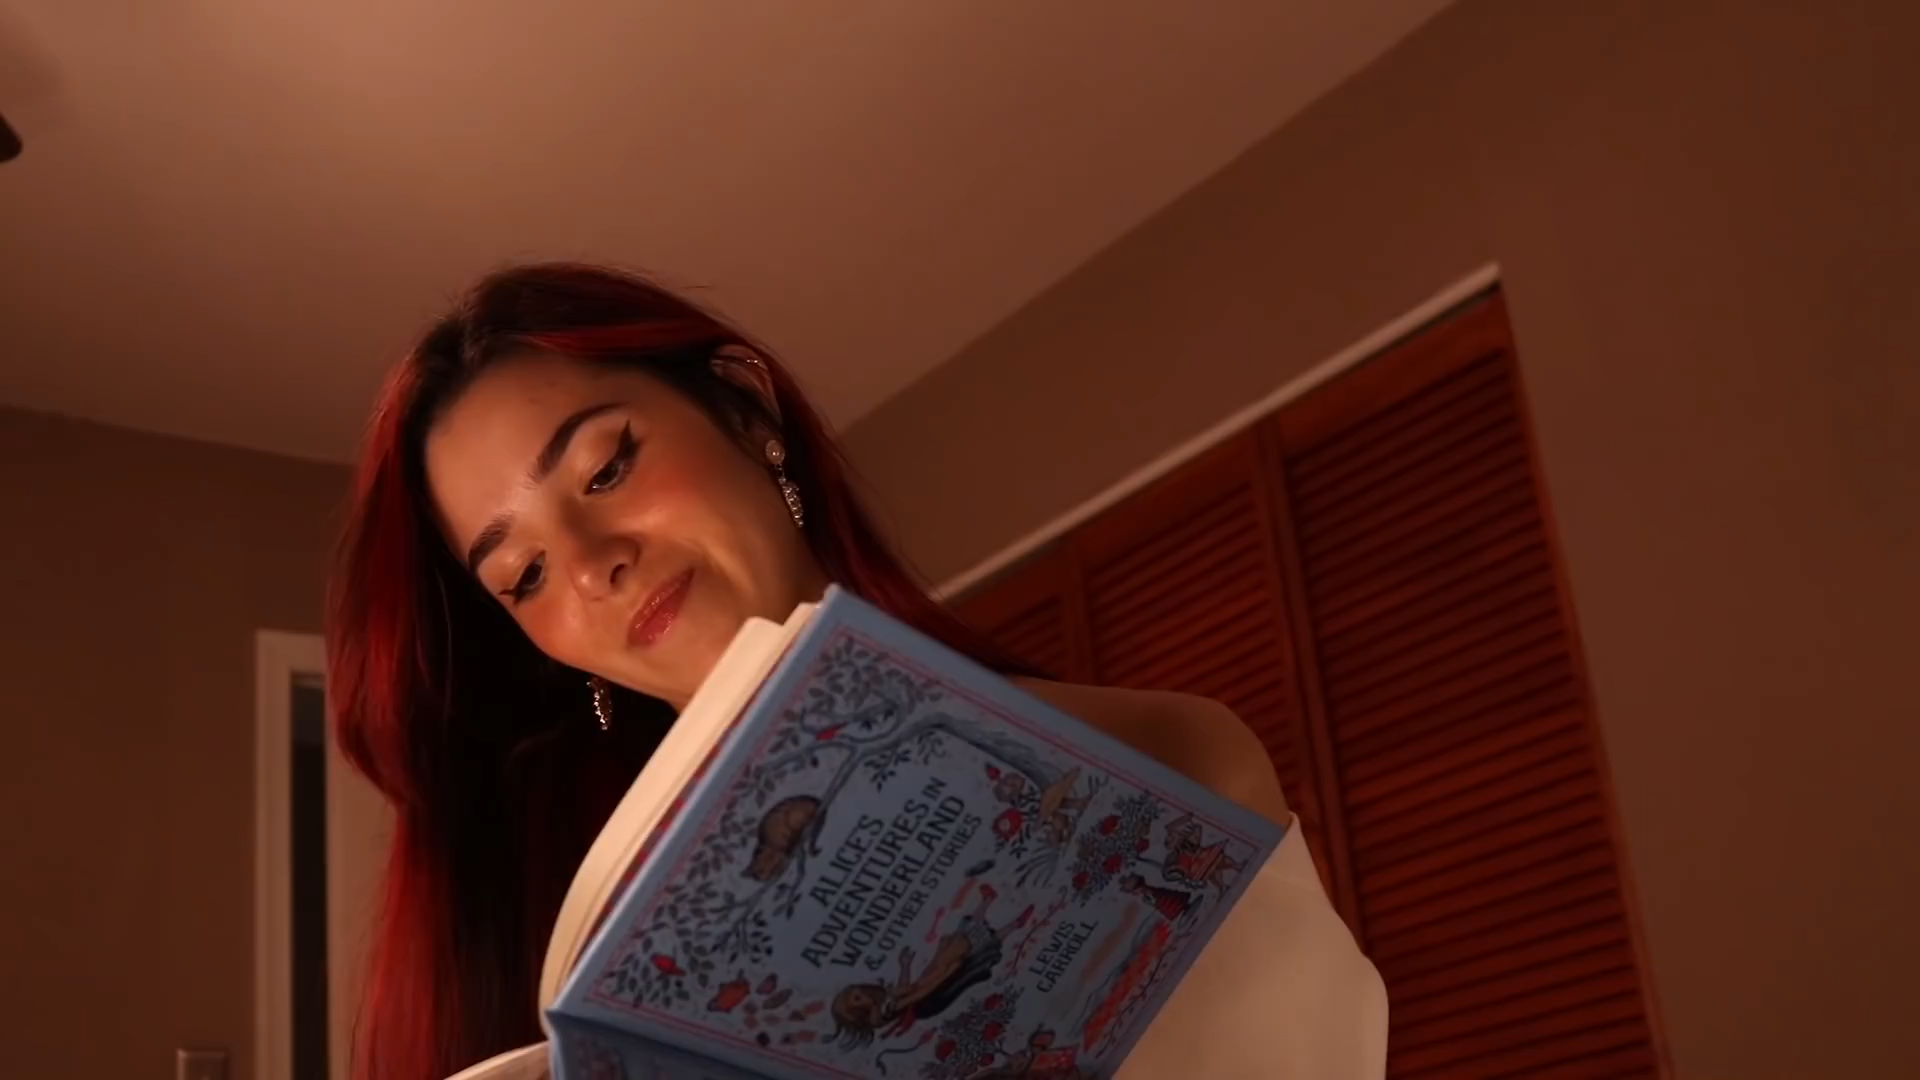 ALICE'S
ADVENTURES IN
WONDERLAND
& OTHER STORIES
LEWIS
CARROLL